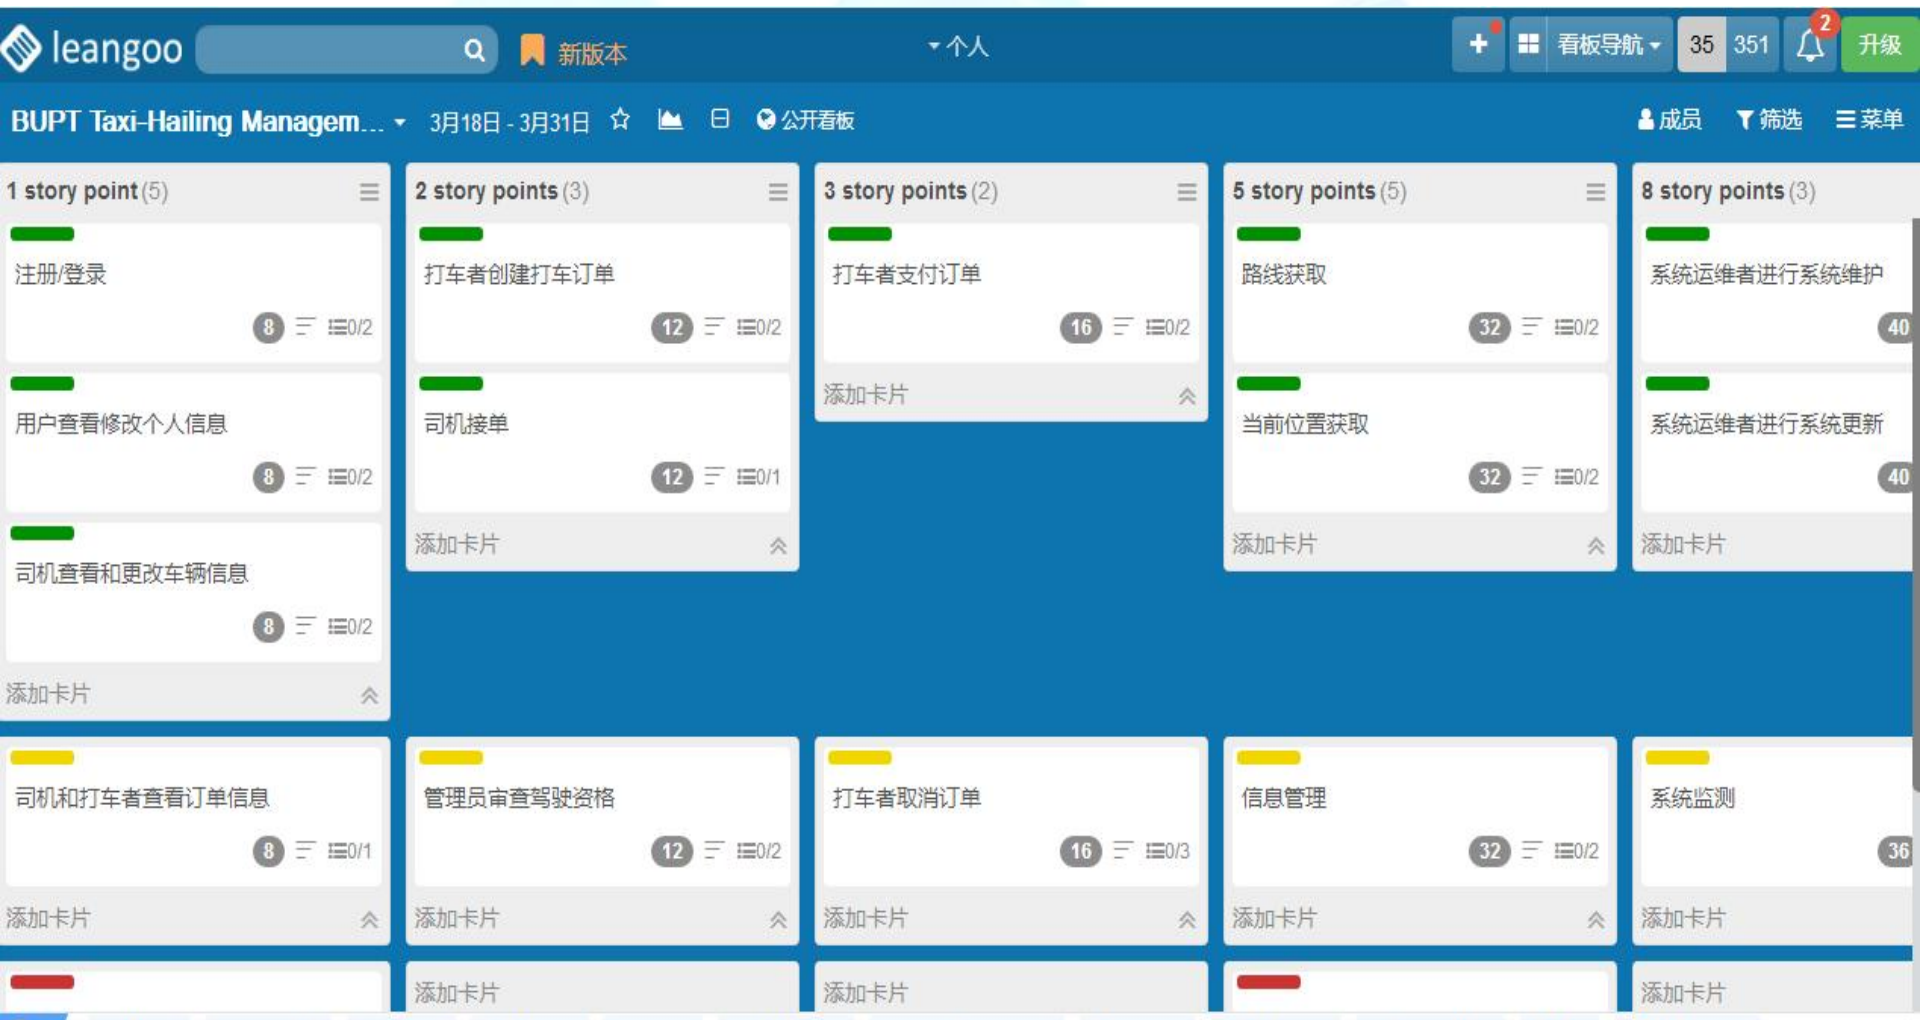 leangoo
新版本
个人
看板导航
35 351
2
升级
BUPT Taxi-Hailing Managem...
3月18日 - 3月31日
公开看板
成员
筛选
菜单
1 story point (5)
注册/登录
8 0/2
用户查看修改个人信息
8 0/2
司机查看和更改车辆信息
8 0/2
添加卡片
2 story points (3)
打车者创建打车订单
12 0/2
司机接单
12 0/1
添加卡片
3 story points (2)
打车者支付订单
16 0/2
添加卡片
5 story points (5)
路线获取
32 0/2
当前位置获取
32 0/2
添加卡片
8 story points (3)
系统运维者进行系统维护
40
系统运维者进行系统更新
40
添加卡片
司机和打车者查看订单信息
8 0/1
添加卡片
管理员审查驾驶资格
12 0/2
添加卡片
打车者取消订单
16 0/3
添加卡片
信息管理
32 0/2
添加卡片
系统监测
36
添加卡片
添加卡片
添加卡片
添加卡片